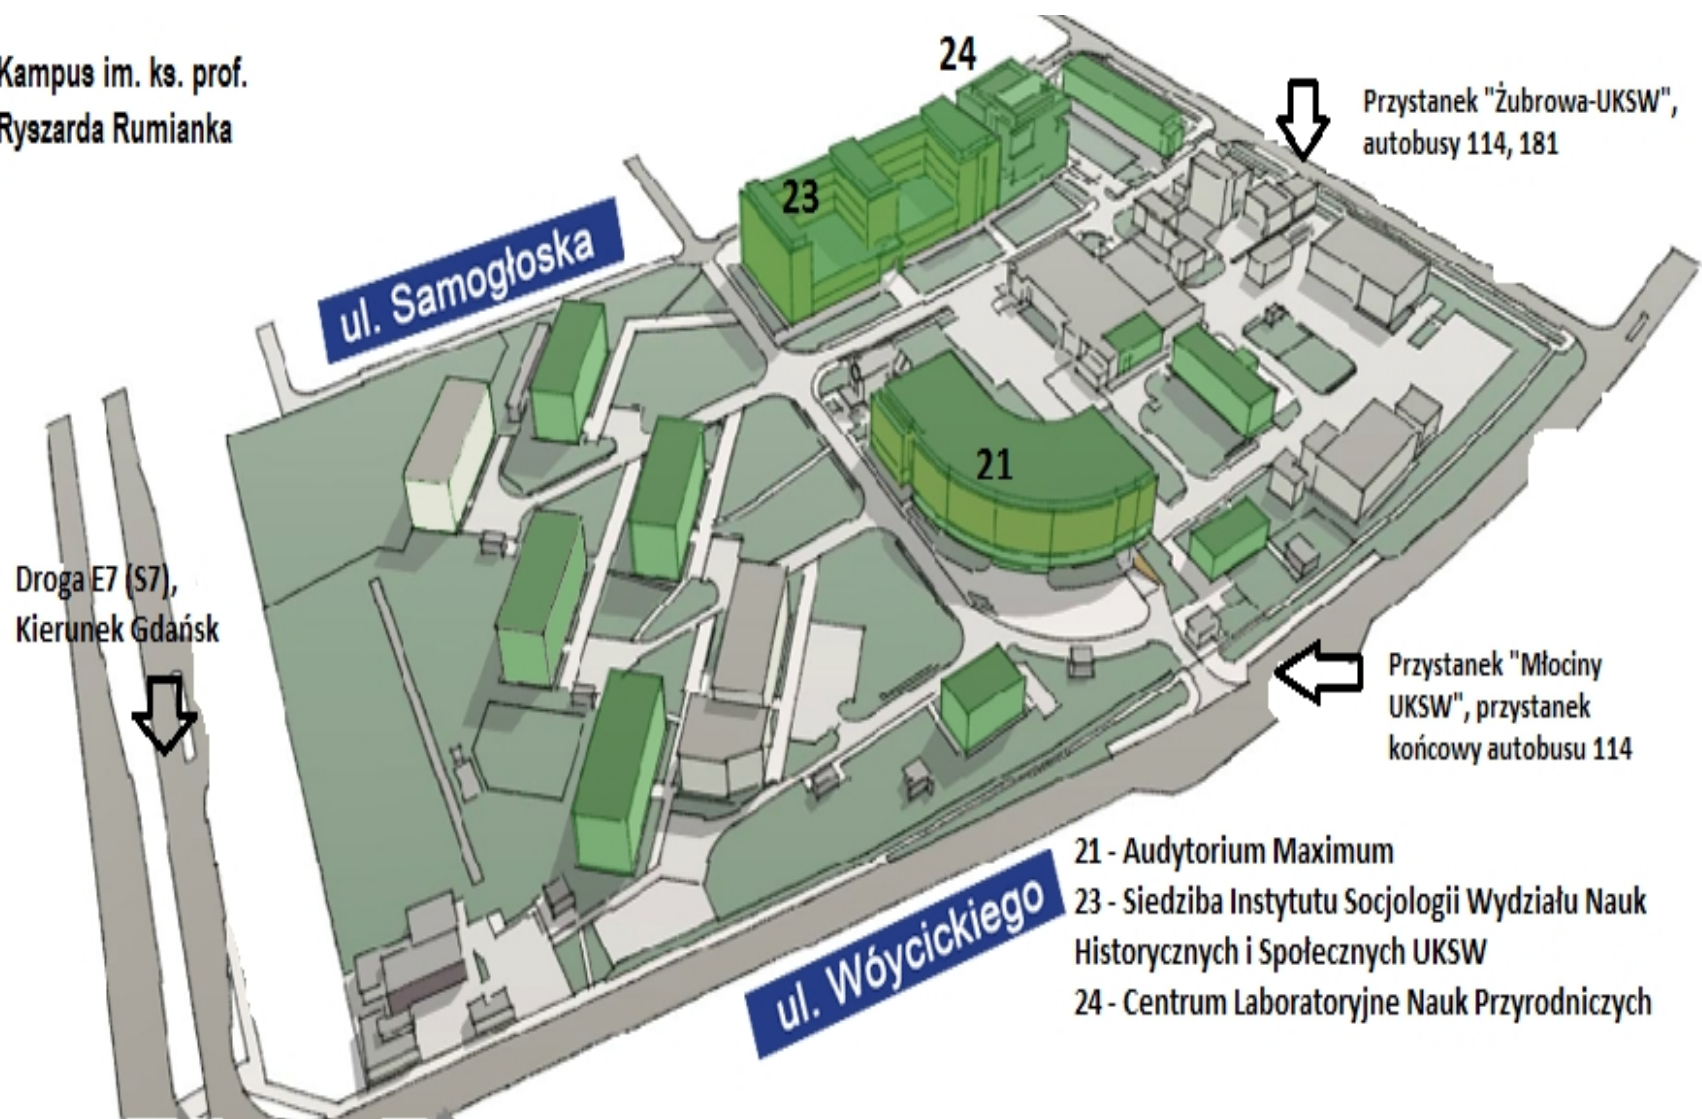 Kampus im. ks. prof.
Ryszarda Rumianka
24
Przystanek "Żubrowa-UKSW",
autobusy 114, 181
23
ul. Samogłoska
21
Droga E7 (S7),
Kierunek Gdańsk
Przystanek "Młociny
UKSW", przystanek
końcowy autobusu 114
ul. Wóycickiego
21 - Audytorium Maximum
23 - Siedziba Instytutu Socjologii Wydziału Nauk
Historycznych i Społecznych UKSW
24 - Centrum Laboratoryjne Nauk Przyrodniczych